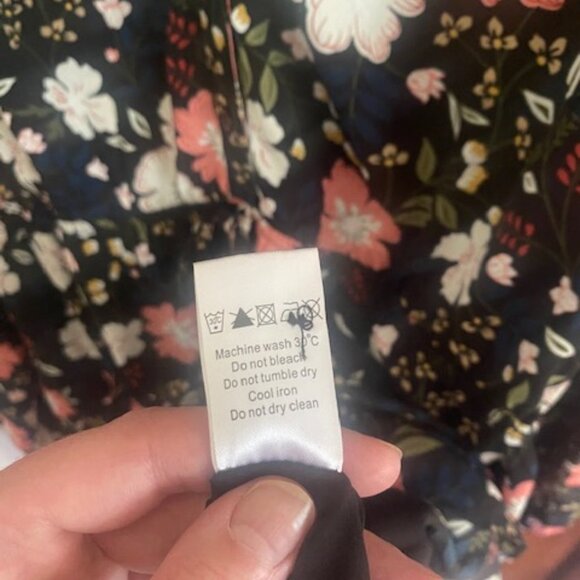 Machine wash 30°C
Do not bleach
Do not tumble dry
Cool iron
Do not dry clean